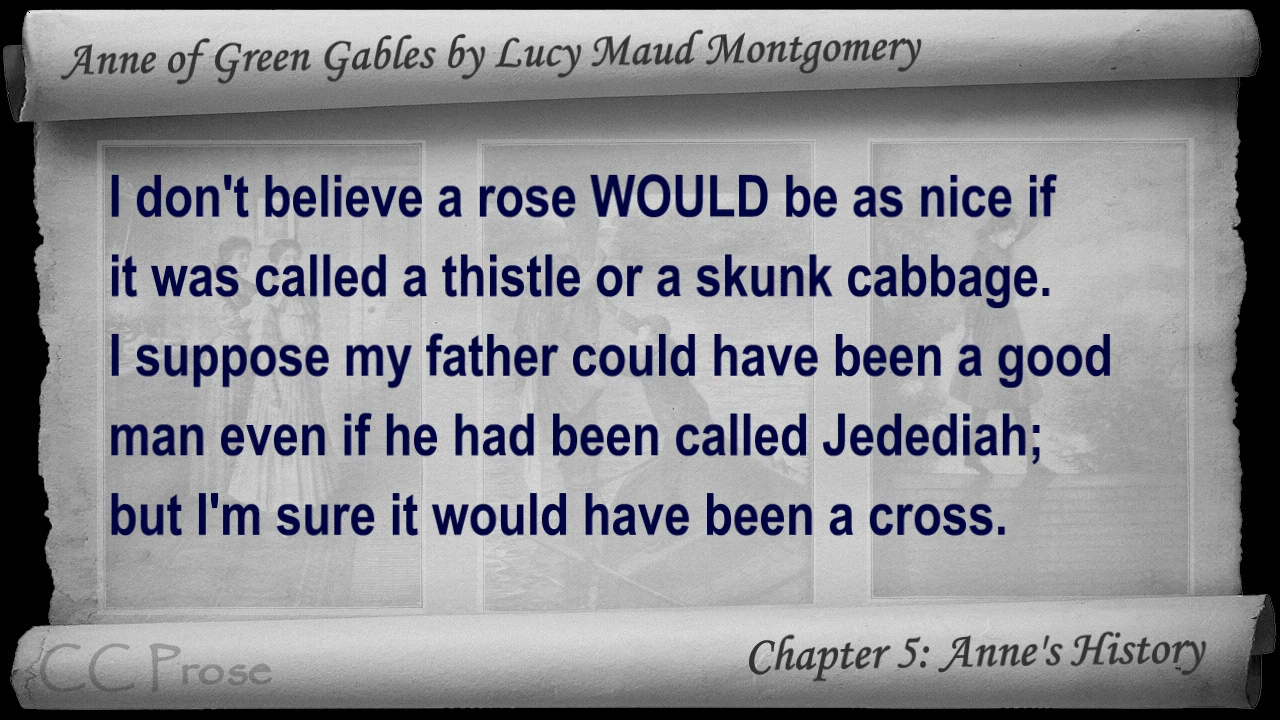 Anne of Green Gables by Lucy Maud Montgomery
I don't believe a rose WOULD be as nice if
it was called a thistle or a skunk cabbage.
I suppose my father could have been a good
man even if he had been called Jedediah;
but I'm sure it would have been a cross.
CC Prose
Chapter 5: Anne's History